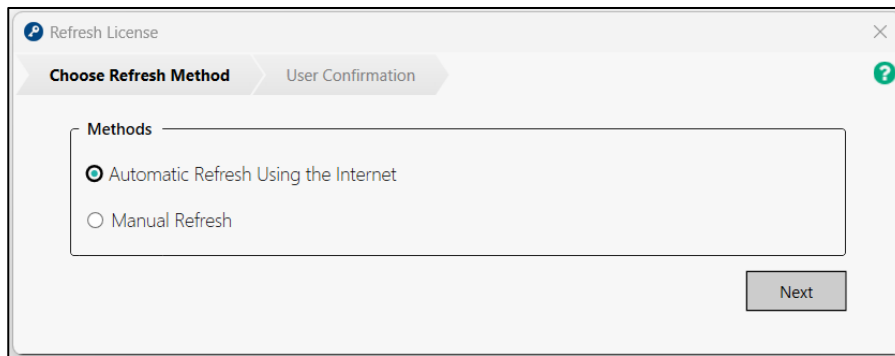 Refresh License
Choose Refresh Method User Confirmation
?
Methods
Automatic Refresh Using the Internet
Manual Refresh
Next